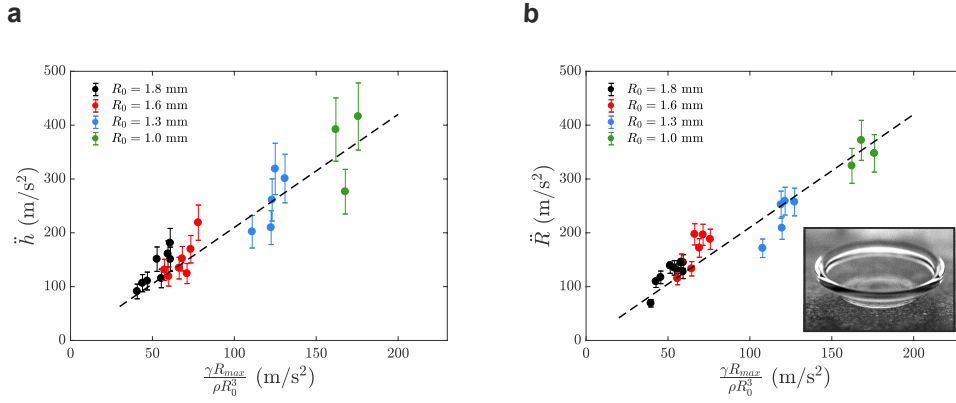 a
500
400
300
200
100
0
0
50
100
150
200
ḧ (m/s²)
γR_max/ρR₀³ (m/s²)
R₀ = 1.8 mm
R₀ = 1.6 mm
R₀ = 1.3 mm
R₀ = 1.0 mm
b
500
400
300
200
100
0
0
50
100
150
200
R̈ (m/s²)
γR_max/ρR₀³ (m/s²)
R₀ = 1.8 mm
R₀ = 1.6 mm
R₀ = 1.3 mm
R₀ = 1.0 mm